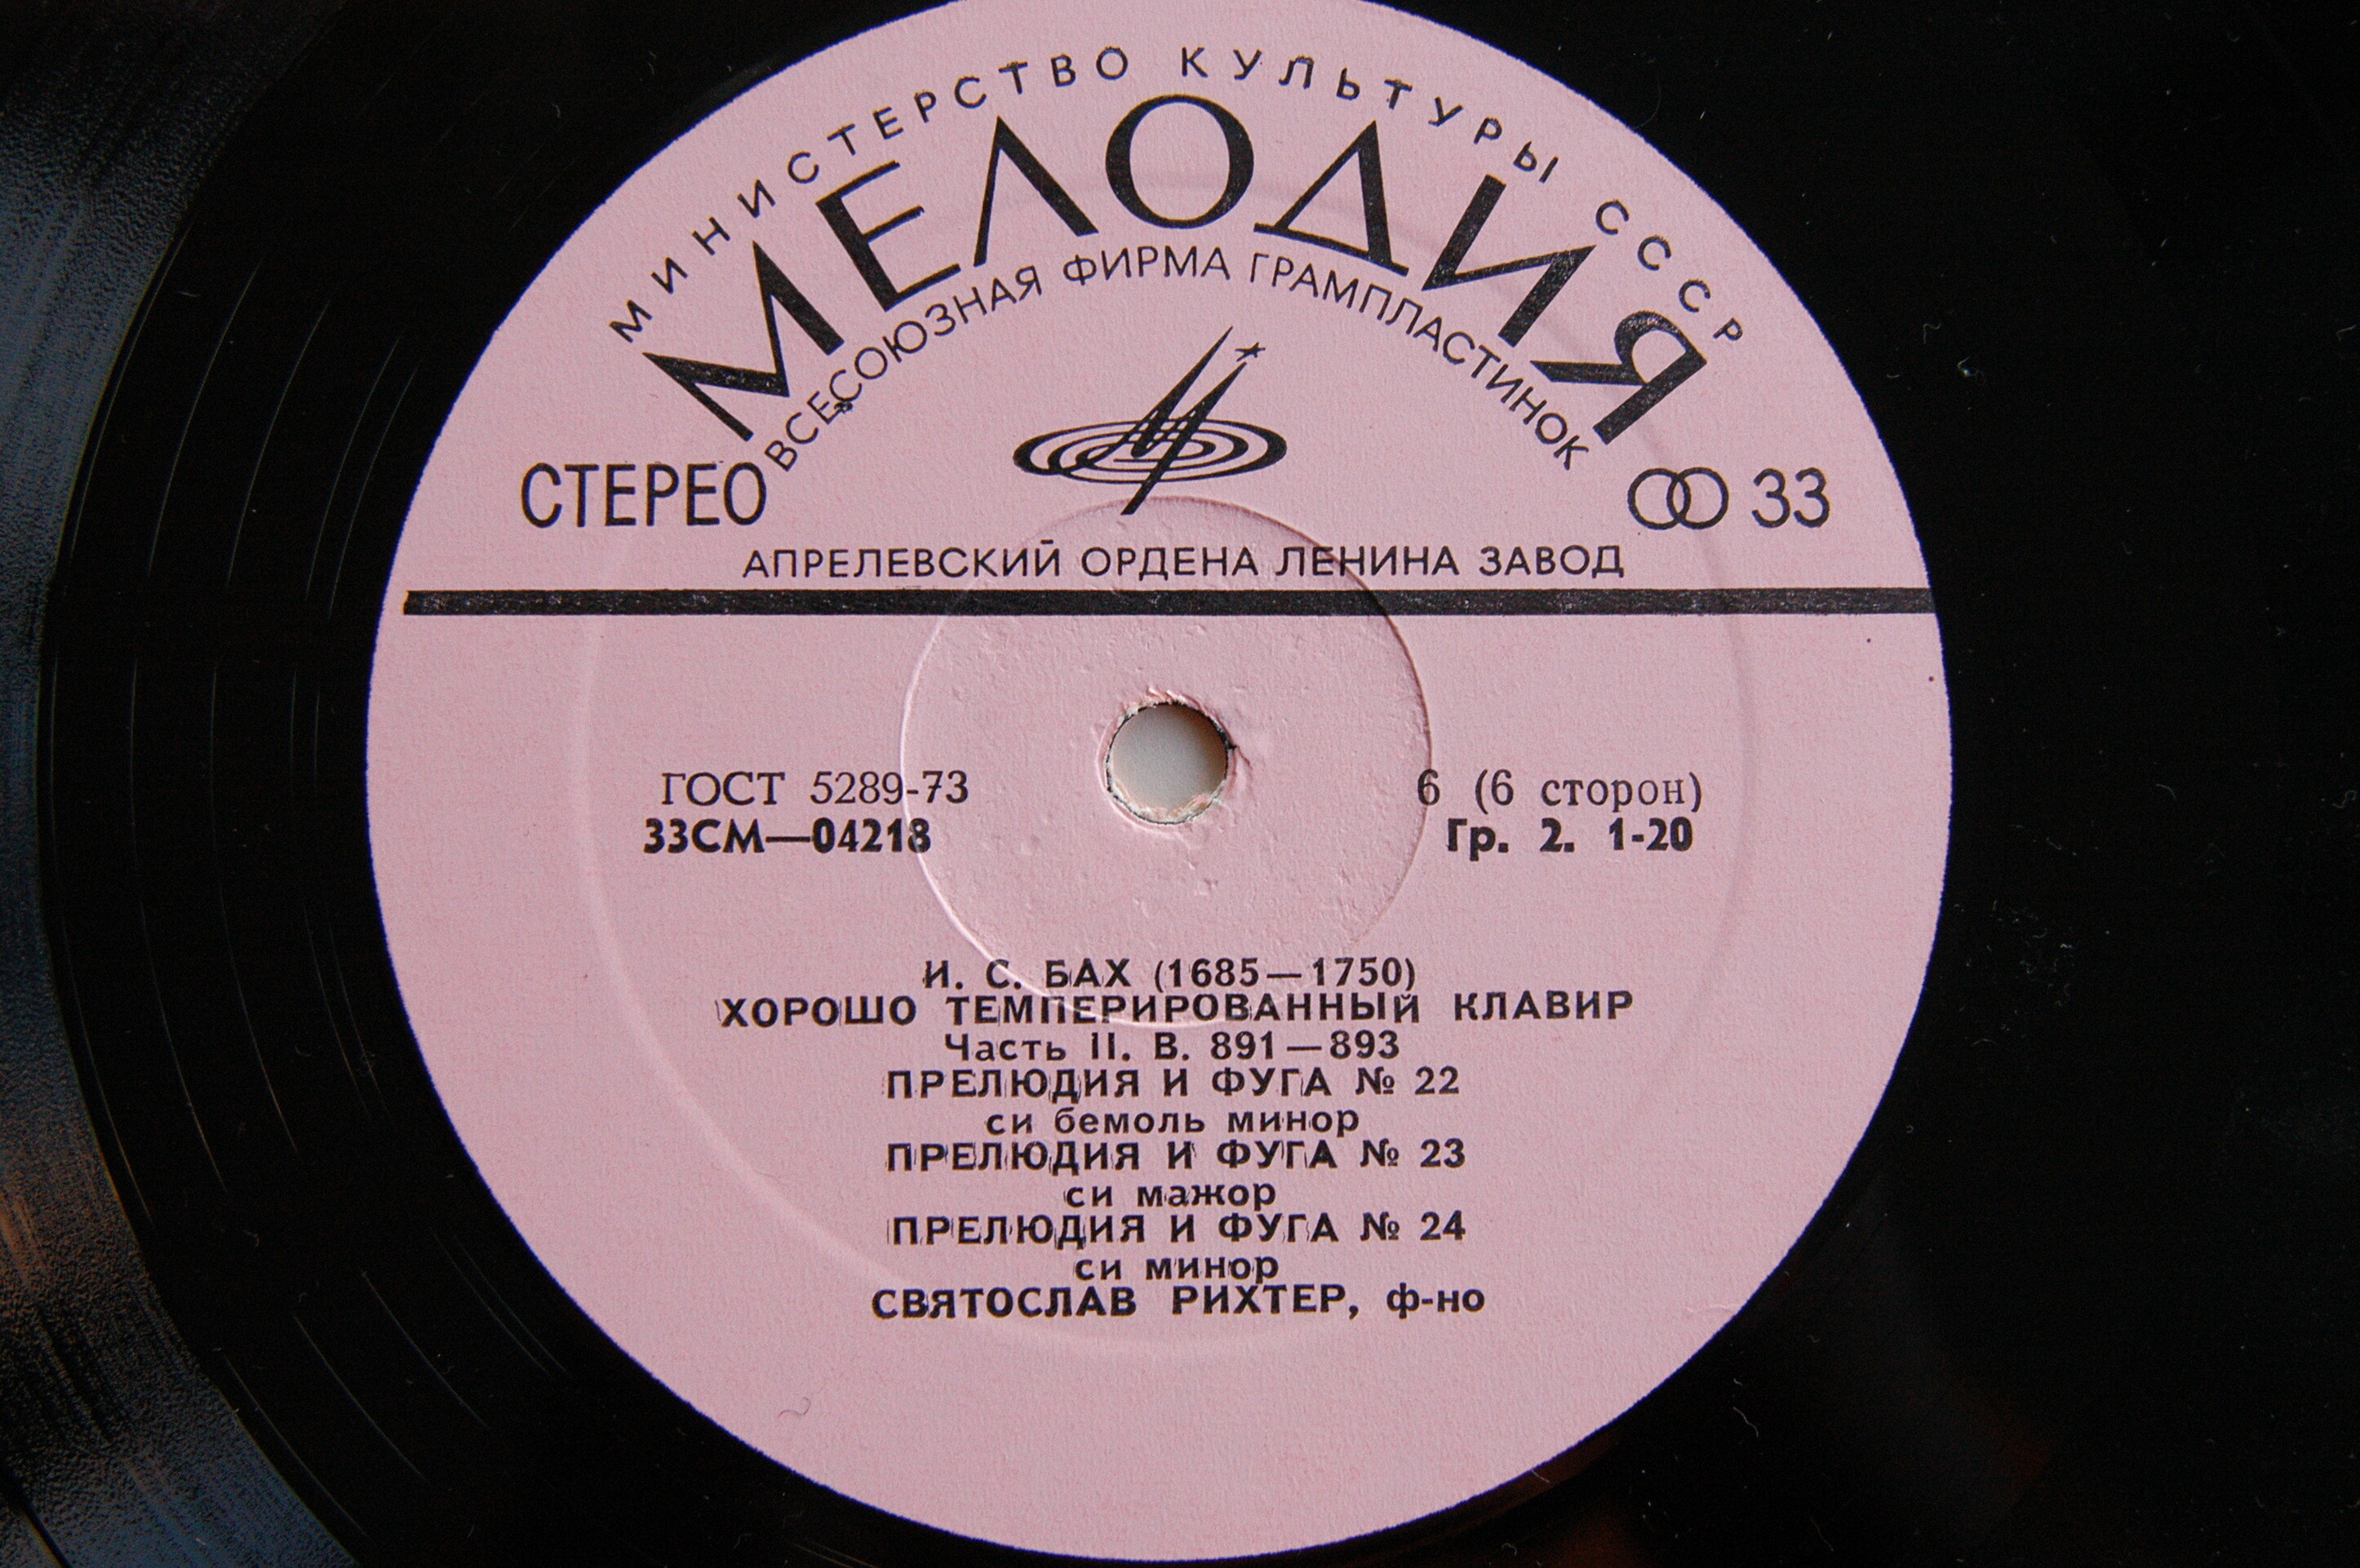 МИНИСТЕРСТВО КУЛЬТУРЫ СССР
МЕЛОДИЯ
ВСЕСОЮЗНАЯ ФИРМА ГРАМПЛАСТИНОК
СТЕРЕО
33
АПРЕЛЕВСКИЙ ОРДЕНА ЛЕНИНА ЗАВОД
ГОСТ 5289-73
6 (6 сторон)
33СМ—04218
Гр. 2. 1-20
И. С. БАХ (1685—1750)
ХОРОШО ТЕМПЕРИРОВАННЫЙ КЛАВИР
Часть II. В. 891—893
ПРЕЛЮДИЯ И ФУГА № 22
си бемоль минор
ПРЕЛЮДИЯ И ФУГА № 23
си мажор
ПРЕЛЮДИЯ И ФУГА № 24
си минор
СВЯТОСЛАВ РИХТЕР, ф-но